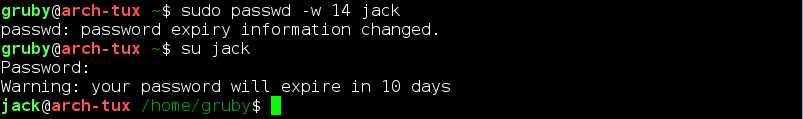 gruby@arch-tux ~$ sudo passwd -w 14 jack
passwd: password expiry information changed.
gruby@arch-tux ~$ su jack
Password:
Warning: your password will expire in 10 days
jack@arch-tux /home/gruby$